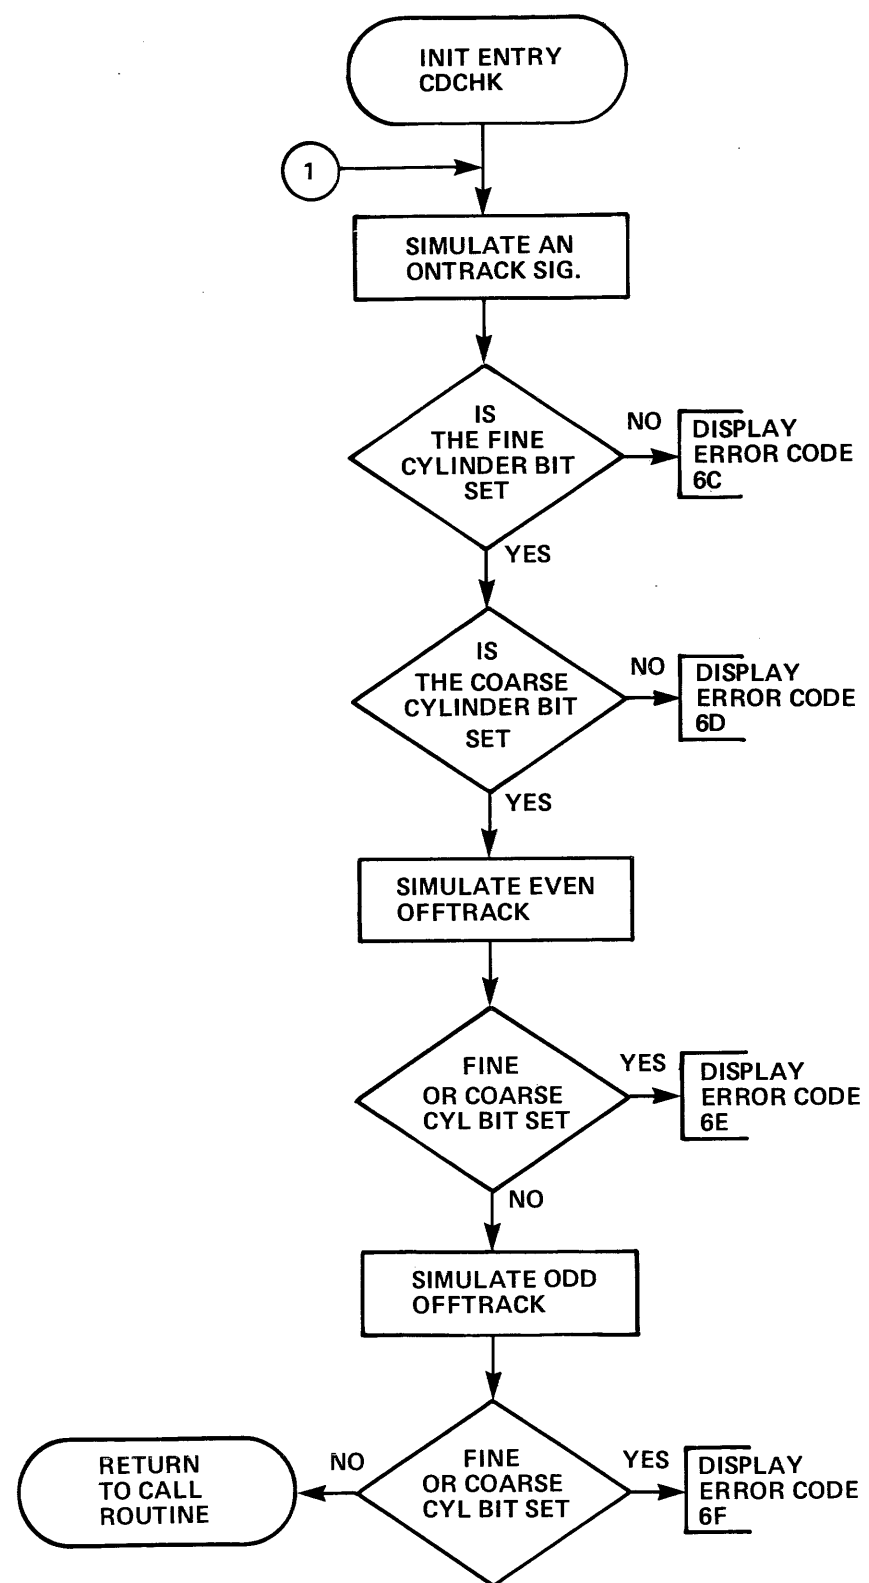 INIT ENTRY
CDCHK
1
SIMULATE AN
ONTRACK SIG.
IS
THE FINE
CYLINDER BIT
SET
NO
DISPLAY
ERROR CODE
6C
YES
IS
THE COARSE
CYLINDER BIT
SET
NO
DISPLAY
ERROR CODE
6D
YES
SIMULATE EVEN
OFFTRACK
FINE
OR COARSE
CYL BIT SET
YES
DISPLAY
ERROR CODE
6E
NO
SIMULATE ODD
OFFTRACK
FINE
OR COARSE
CYL BIT SET
NO
RETURN
TO CALL
ROUTINE
YES
DISPLAY
ERROR CODE
6F